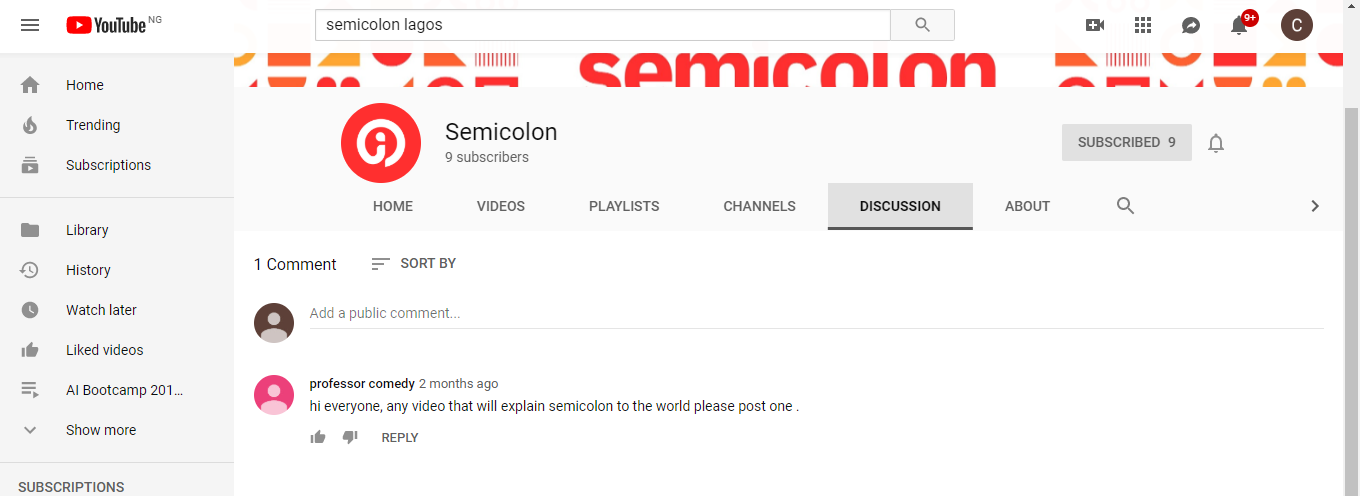 YouTube NG
semicolon lagos
9+
C
semicolon
Home
Trending
Subscriptions
Library
History
Watch later
Liked videos
AI Bootcamp 201...
Show more
SUBSCRIPTIONS
Semicolon
9 subscribers
SUBSCRIBED 9
HOME VIDEOS PLAYLISTS CHANNELS DISCUSSION ABOUT
1 Comment SORT BY
Add a public comment...
professor comedy 2 months ago
hi everyone, any video that will explain semicolon to the world please post one .
REPLY